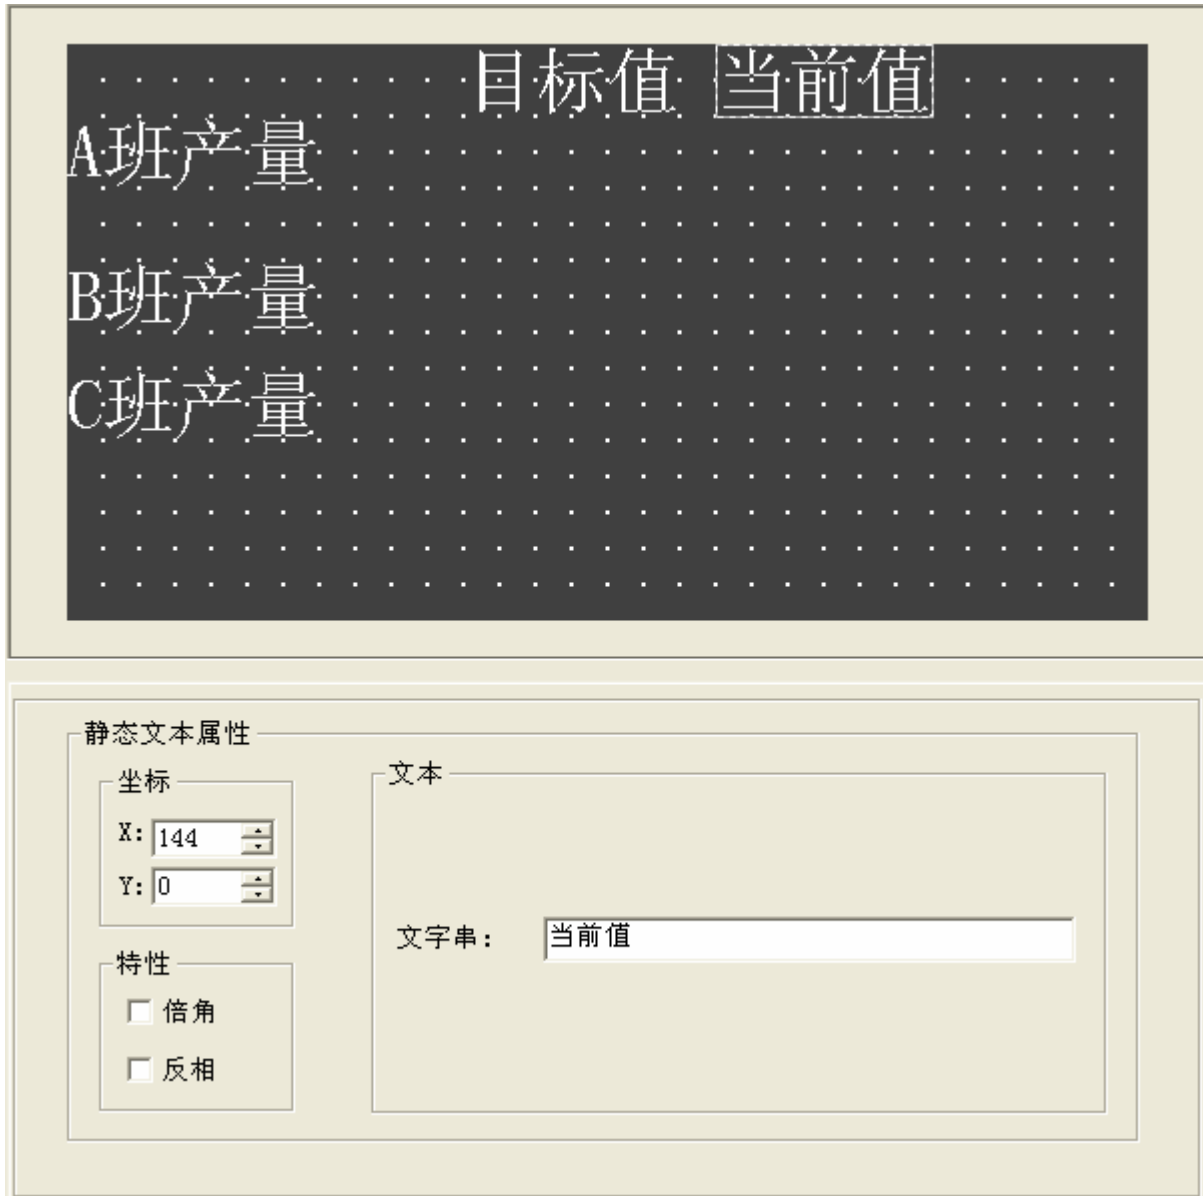 目标值 当前值
A班产量
B班产量
C班产量
静态文本属性
坐标
X: 144
Y: 0
特性
倍角
反相
文本
文字串: 当前值